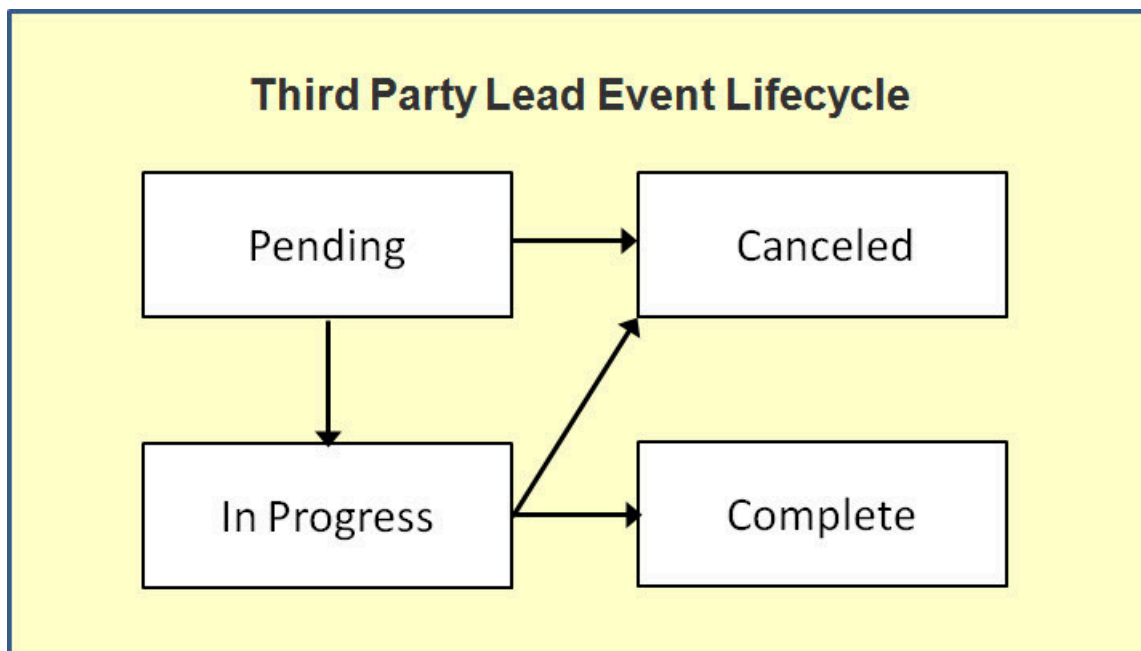 Third Party Lead Event Lifecycle
Pending
Canceled
In Progress
Complete